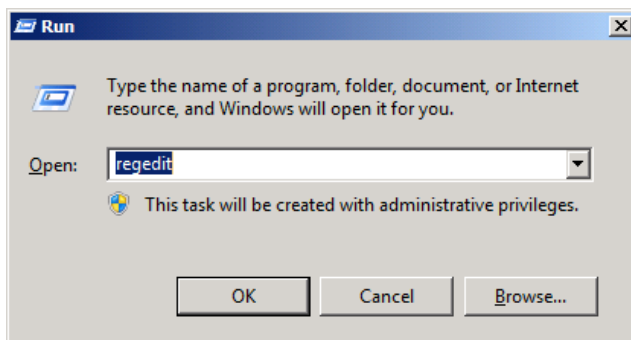 Run
Type the name of a program, folder, document, or Internet
resource, and Windows will open it for you.
Open: regedit
This task will be created with administrative privileges.
OK Cancel Browse...